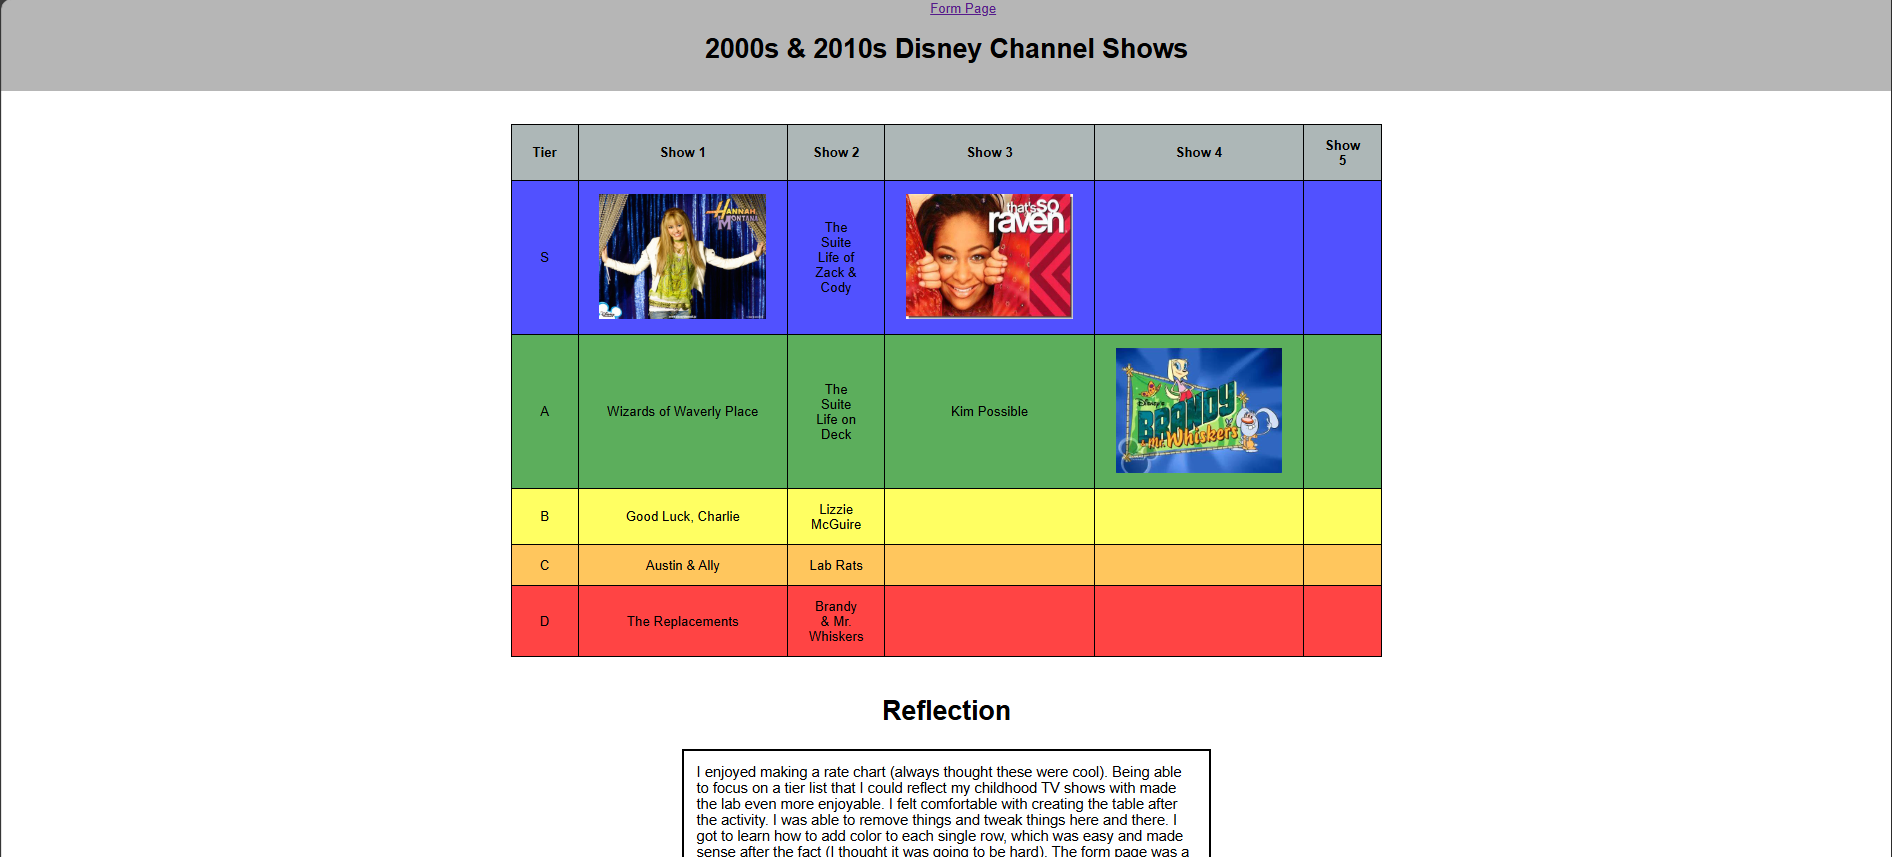 Form Page
2000s & 2010s Disney Channel Shows
Tier
Show 1
Show 2
Show 3
Show 4
Show
5
S
HANNAH
MONTANA
M
The
Suite
Life of
Zack &
Cody
that's so
raven
A
Wizards of Waverly Place
The
Suite
Life on
Deck
Kim Possible
Disney's
BRANDY
& Mr. Whiskers
B
Good Luck, Charlie
Lizzie
McGuire
C
Austin & Ally
Lab Rats
D
The Replacements
Brandy
& Mr.
Whiskers
Reflection
I enjoyed making a rate chart (always thought these were cool). Being able
to focus on a tier list that I could reflect my childhood TV shows with made
the lab even more enjoyable. I felt comfortable with creating the table after
the activity. I was able to remove things and tweak things here and there. I
got to learn how to add color to each single row, which was easy and made
sense after the fact (I thought it was going to be hard). The form page was a